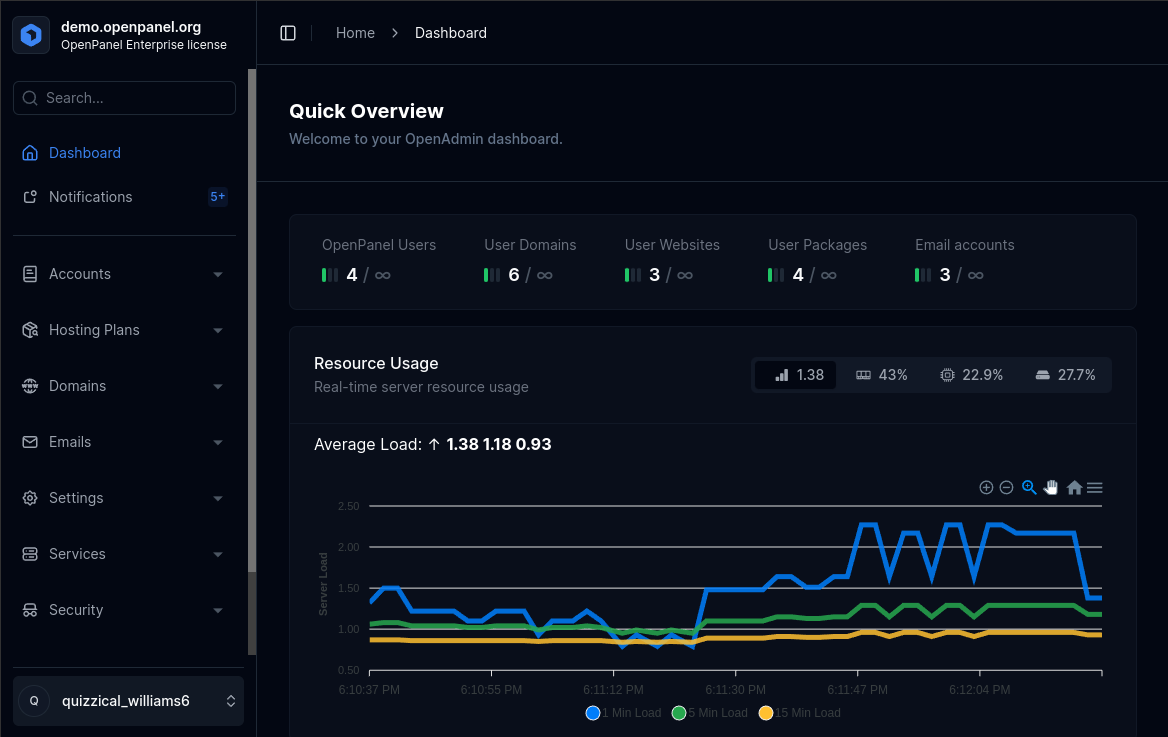 demo.openpanel.org
OpenPanel Enterprise license
Search...
Dashboard
Notifications 5+
Accounts
Hosting Plans
Domains
Emails
Settings
Services
Security
Q quizzical_williams6
Home > Dashboard
Quick Overview
Welcome to your OpenAdmin dashboard.
OpenPanel Users User Domains User Websites User Packages Email accounts
4 / ∞ 6 / ∞ 3 / ∞ 4 / ∞ 3 / ∞
Resource Usage
Real-time server resource usage
1.38 43% 22.9% 27.7%
Average Load: ↑ 1.38 1.18 0.93
Server Load
2.50
2.00
1.50
1.00
0.50
6:10:37 PM 6:10:55 PM 6:11:12 PM 6:11:30 PM 6:11:47 PM 6:12:04 PM
1 Min Load 5 Min Load 15 Min Load